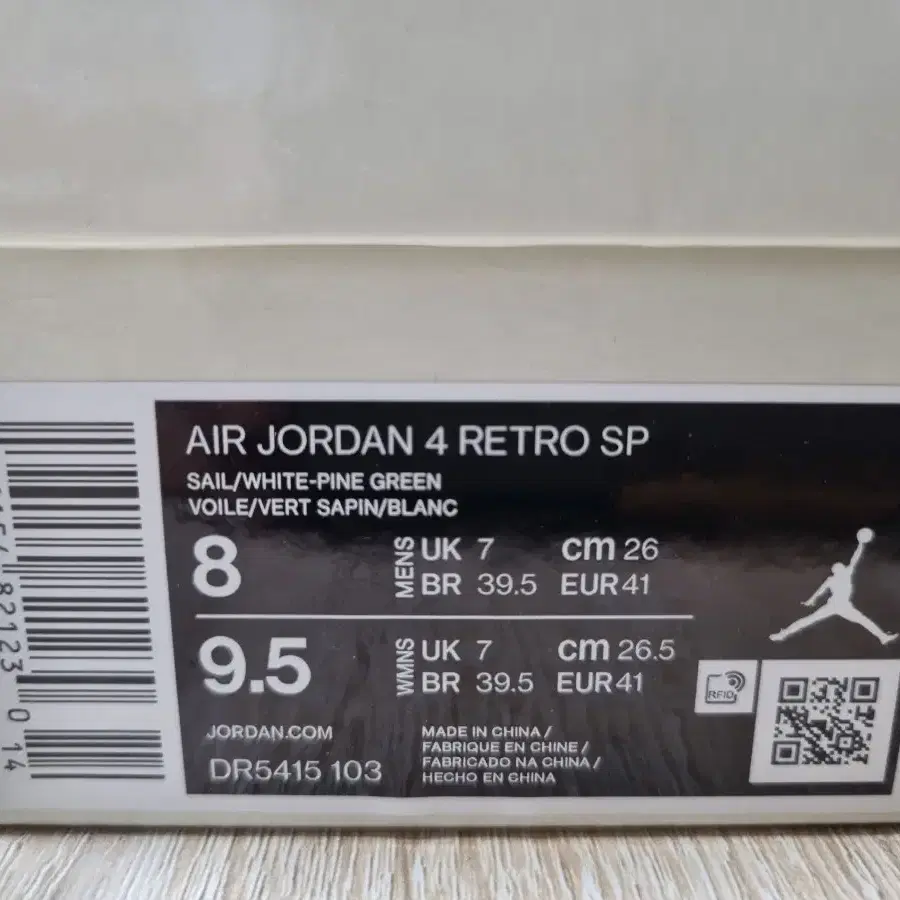 AIR JORDAN 4 RETRO SP
SAIL/WHITE-PINE GREEN
VOILE/VERT SAPIN/BLANC
8
MENS
UK 7 cm 26
BR 39.5 EUR 41
9.5
WMNS
UK 7 cm 26.5
BR 39.5 EUR 41
RFID
JORDAN.COM
DR5415 103
MADE IN CHINA /
FABRIQUE EN CHINE /
FABRICADO NA CHINA /
HECHO EN CHINA
82123 014